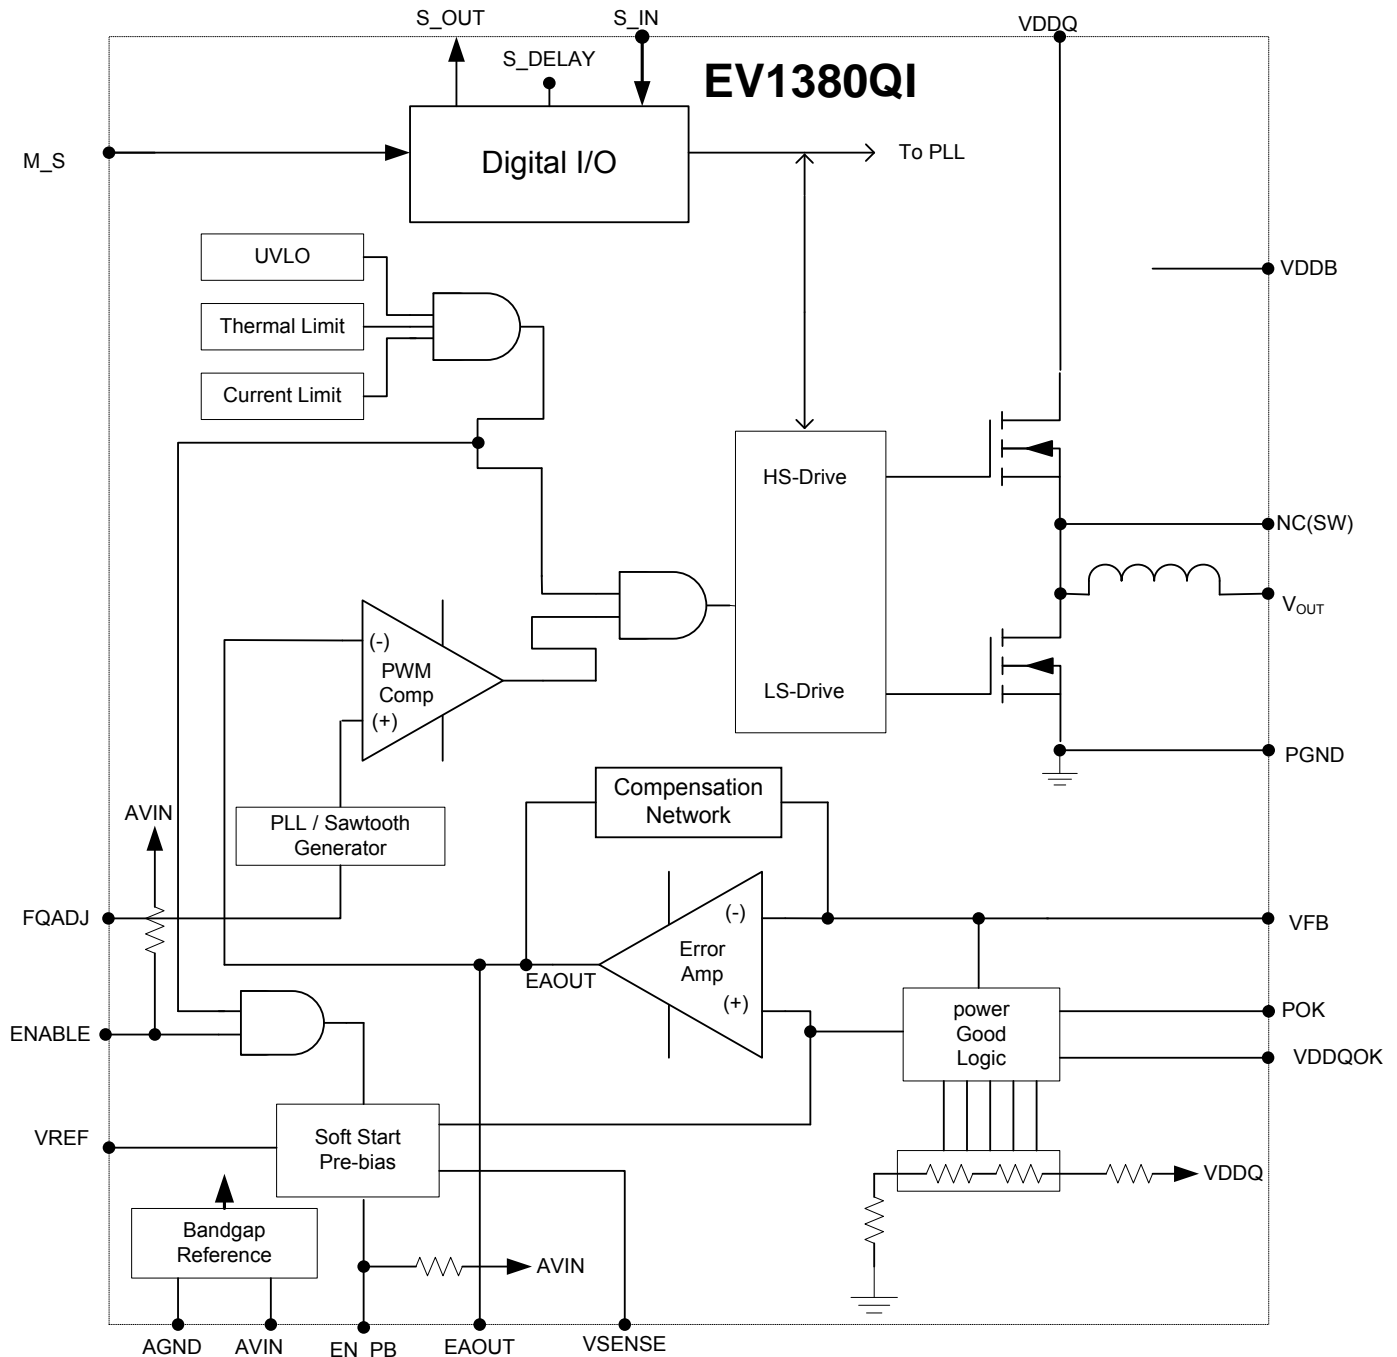 S_OUT
S_IN
VDDQ
S_DELAY
EV1380QI
M_S
Digital I/O
To PLL
UVLO
VDDB
Thermal Limit
Current Limit
HS-Drive
NC(SW)
VOUT
(-)
PWM
Comp
(+)
LS-Drive
PGND
Compensation
Network
AVIN
PLL / Sawtooth
Generator
FQADJ
(-)
VFB
Error
Amp
EAOUT
(+)
power
Good
Logic
POK
ENABLE
VDDQOK
VREF
Soft Start
Pre-bias
VDDQ
Bandgap
Reference
AVIN
AGND
AVIN
EN_PB
EAOUT
VSENSE